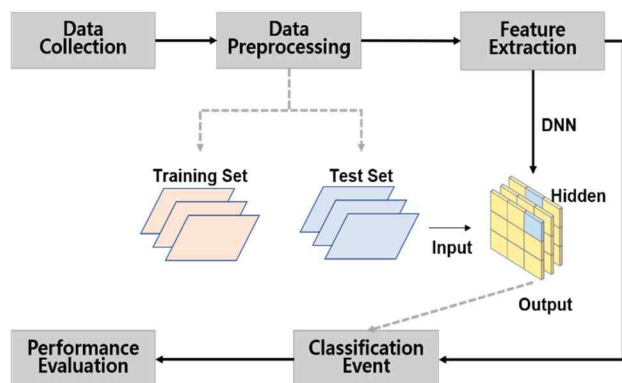 Data
Collection
Data
Preprocessing
Feature
Extraction
DNN
Training Set
Test Set
Hidden
Input
Output
Performance
Evaluation
Classification
Event